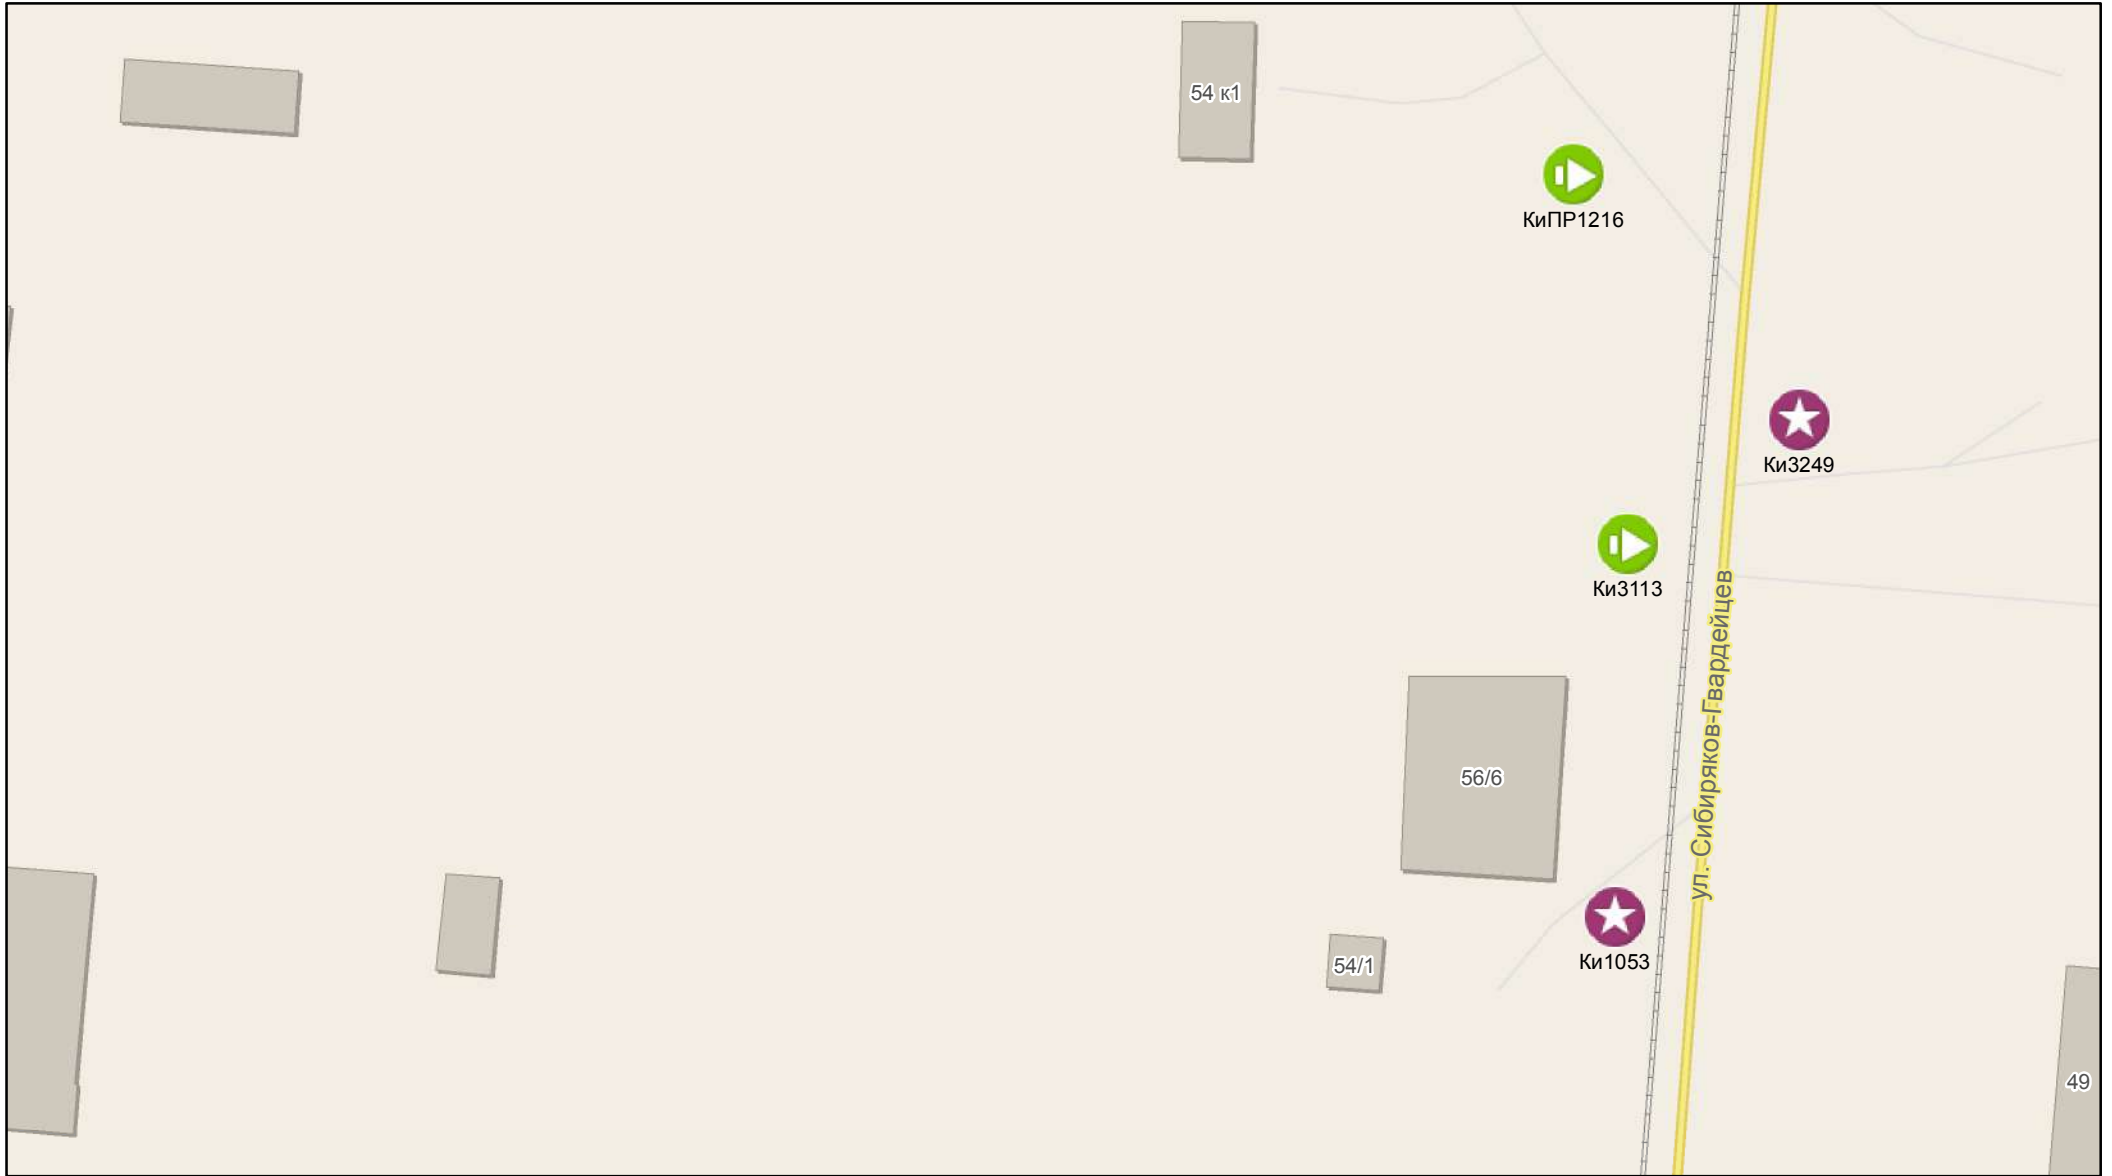 54 к1
КиПР1216
Ки3249
Ки3113
ул. Сибиряков-Гвардейцев
56/6
Ки1053
54/1
49